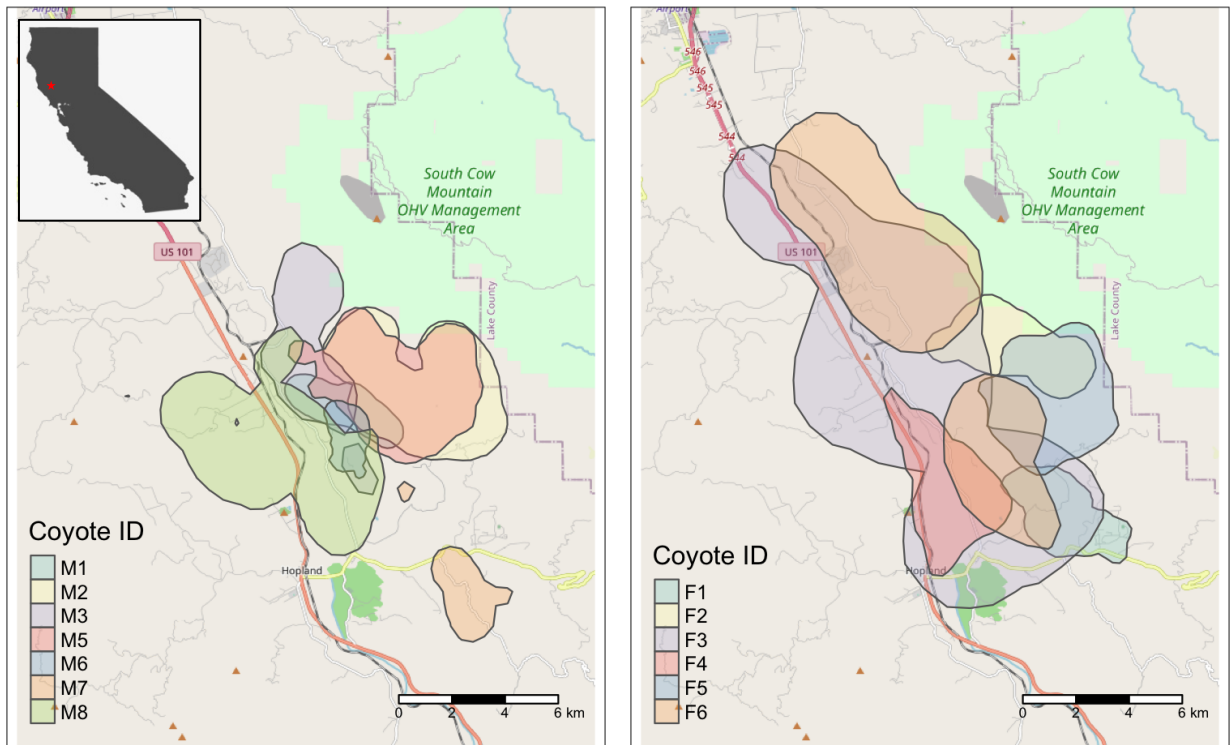 US 101
South Cow
Mountain
OHV Management
Area
Lake County
Hopland
Coyote ID
M1
M2
M3
M5
M6
M7
M8
0 2 4 6 km
Airport
546
546
545
545
544
544
US 101
South Cow
Mountain
OHV Management
Area
Lake County
Hopland
Coyote ID
F1
F2
F3
F4
F5
F6
0 2 4 6 km